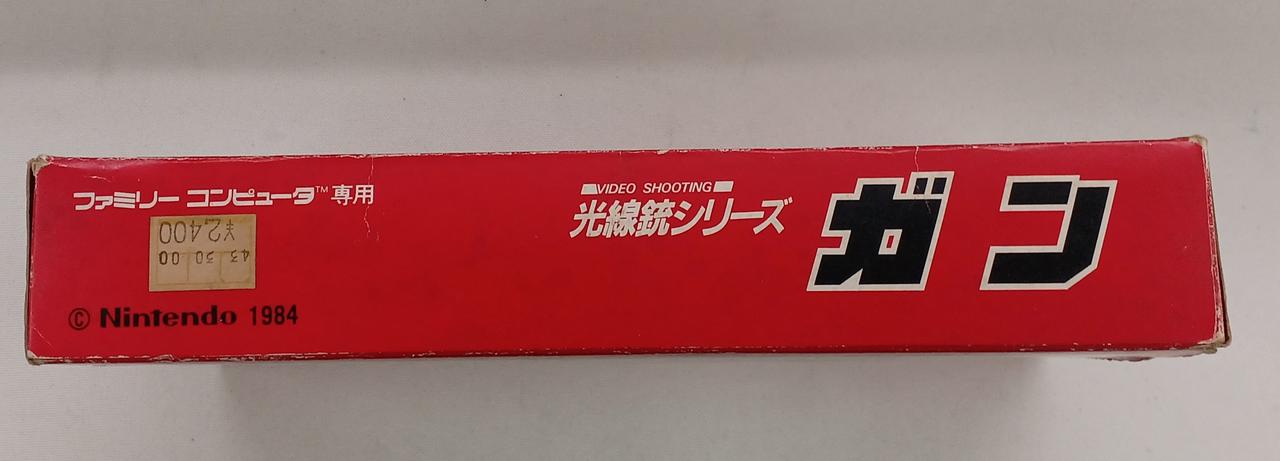 ファミリー コンピュータ™専用
¥2,400
43 30 00
© Nintendo 1984
VIDEO SHOOTING
光線銃シリーズ
ガン